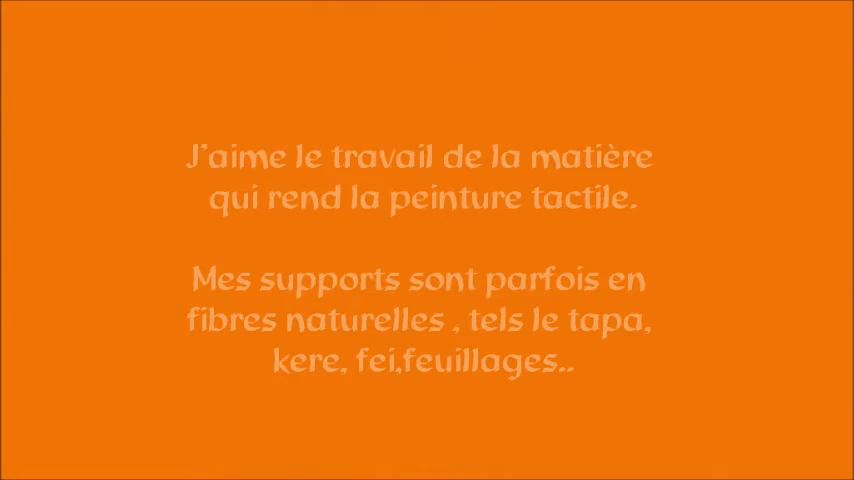 J'aime le travail de la matière
qui rend la peinture tactile.
Mes supports sont parfois en
fibres naturelles , tels le tapa,
kere, fei,feuillages..